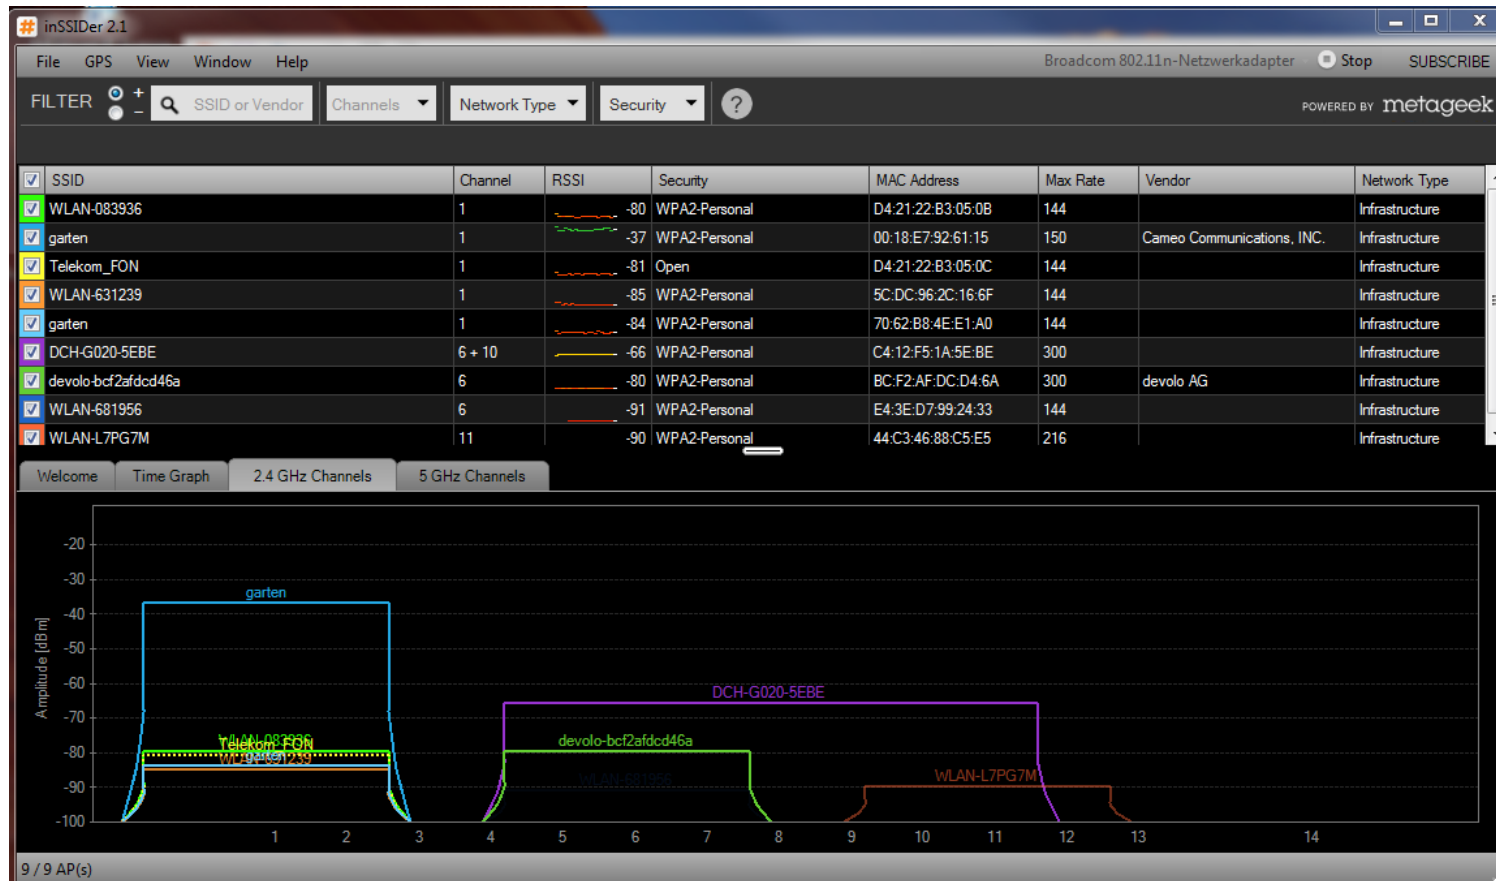 inSSIDer 2.1
File GPS View Window Help Broadcom 802.11n-Netzwerkadapter Stop SUBSCRIBE
FILTER + − SSID or Vendor Channels Network Type Security ? POWERED BY metageek
SSID Channel RSSI Security MAC Address Max Rate Vendor Network Type
WLAN-083936 1 -80 WPA2-Personal D4:21:22:B3:05:0B 144 Infrastructure
garten 1 -37 WPA2-Personal 00:18:E7:92:61:15 150 Cameo Communications, INC. Infrastructure
Telekom_FON 1 -81 Open D4:21:22:B3:05:0C 144 Infrastructure
WLAN-631239 1 -85 WPA2-Personal 5C:DC:96:2C:16:6F 144 Infrastructure
garten 1 -84 WPA2-Personal 70:62:B8:4E:E1:A0 144 Infrastructure
DCH-G020-5EBE 6 + 10 -66 WPA2-Personal C4:12:F5:1A:5E:BE 300 Infrastructure
devolo-bcf2afdcd46a 6 -80 WPA2-Personal BC:F2:AF:DC:D4:6A 300 devolo AG Infrastructure
WLAN-681956 6 -91 WPA2-Personal E4:3E:D7:99:24:33 144 Infrastructure
WLAN-L7PG7M 11 -90 WPA2-Personal 44:C3:46:88:C5:E5 216 Infrastructure
Welcome Time Graph 2.4 GHz Channels 5 GHz Channels
-20
-30
garten
-40
-50
Amplitude [dBm]
-60
DCH-G020-5EBE
-70
WLAN-083936
Telekom_FON
devolo-bcf2afdcd46a
-80
garten
WLAN-631239
WLAN-681956
WLAN-L7PG7M
-90
-100
1 2 3 4 5 6 7 8 9 10 11 12 13 14
9 / 9 AP(s)